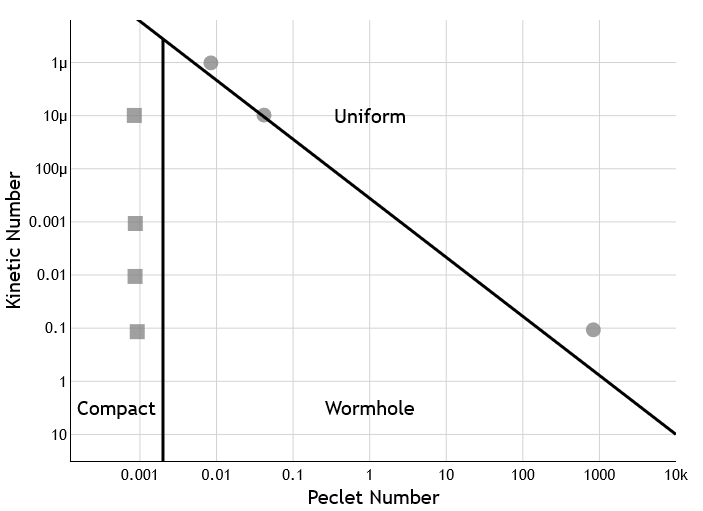 1μ
10μ
100μ
0.001
0.01
0.1
1
10
Kinetic Number
Uniform
Compact
Wormhole
0.001
0.01
0.1
1
10
100
1000
10k
Peclet Number